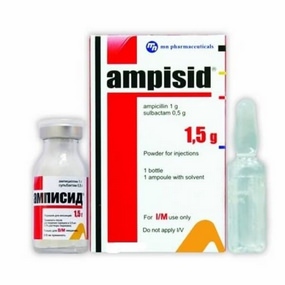 mn pharmaceuticals
ampisid®
ampicillin 1 g
sulbactam 0,5 g
1,5 g
Powder for injections
1 bottle
1 ampoule with solvent
For I/M use only
Do not apply I/V
АМПИСИД
1,5г